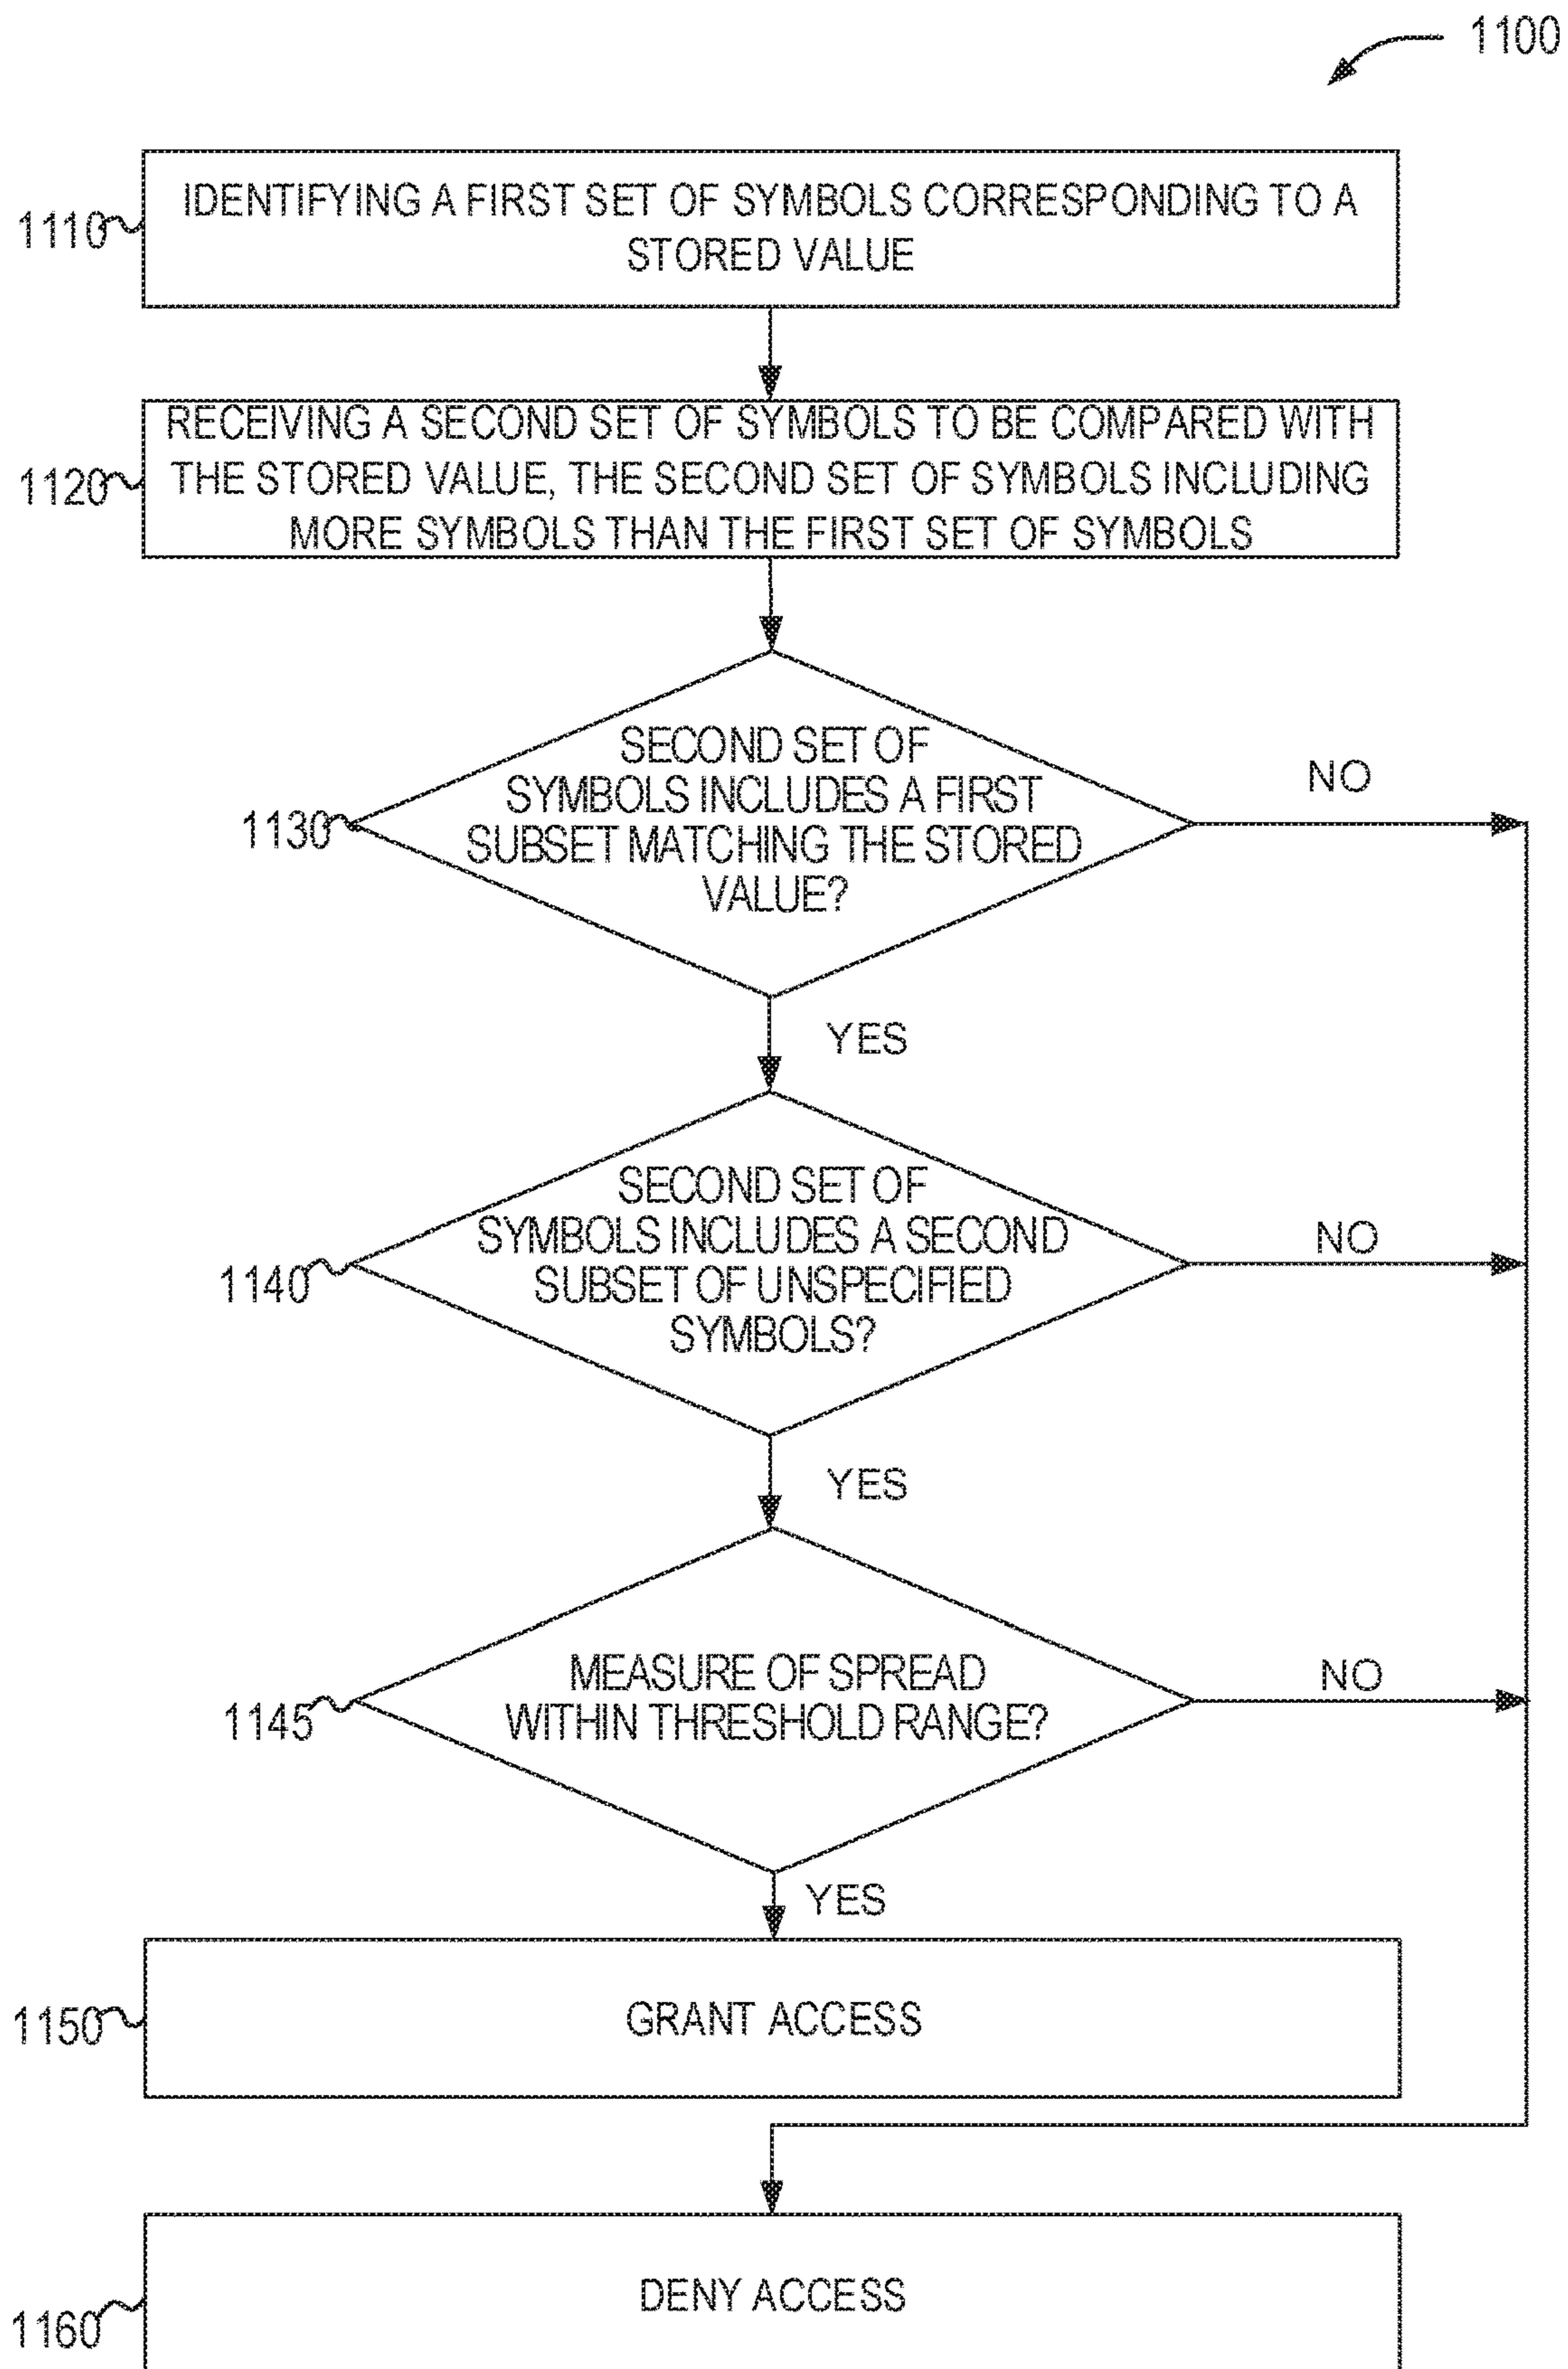 1100
IDENTIFYING A FIRST SET OF SYMBOLS CORRESPONDING TO A
STORED VALUE
1110
RECEIVING A SECOND SET OF SYMBOLS TO BE COMPARED WITH
THE STORED VALUE, THE SECOND SET OF SYMBOLS INCLUDING
MORE SYMBOLS THAN THE FIRST SET OF SYMBOLS
1120
SECOND SET OF
SYMBOLS INCLUDES A FIRST
SUBSET MATCHING THE STORED
VALUE?
1130
NO
YES
SECOND SET OF
SYMBOLS INCLUDES A SECOND
SUBSET OF UNSPECIFIED
SYMBOLS?
1140
NO
YES
MEASURE OF SPREAD
WITHIN THRESHOLD RANGE?
1145
NO
YES
GRANT ACCESS
1150
DENY ACCESS
1160